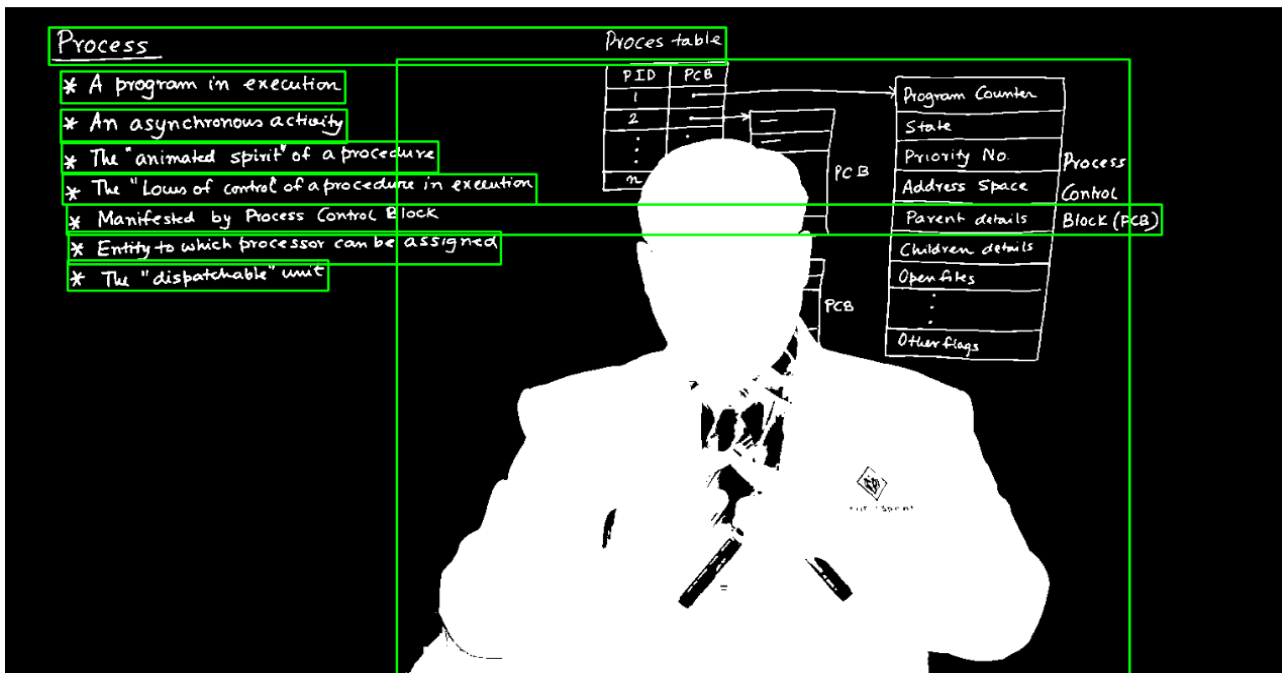 Process
* A program in execution
* An asynchronous activity
* The "animated spirit" of a procedure
* The "Locus of control" of a procedure in execution
* Manifested by Process Control Block
* Entity to which processor can be assigned
* The "dispatchable" unit
Proces table
PID PCB
1
2
n
PCB
PCB
Program Counter
State
Priority No.
Address Space
Parent details
Children details
Open files
Other flags
Process
Control
Block (PCB)